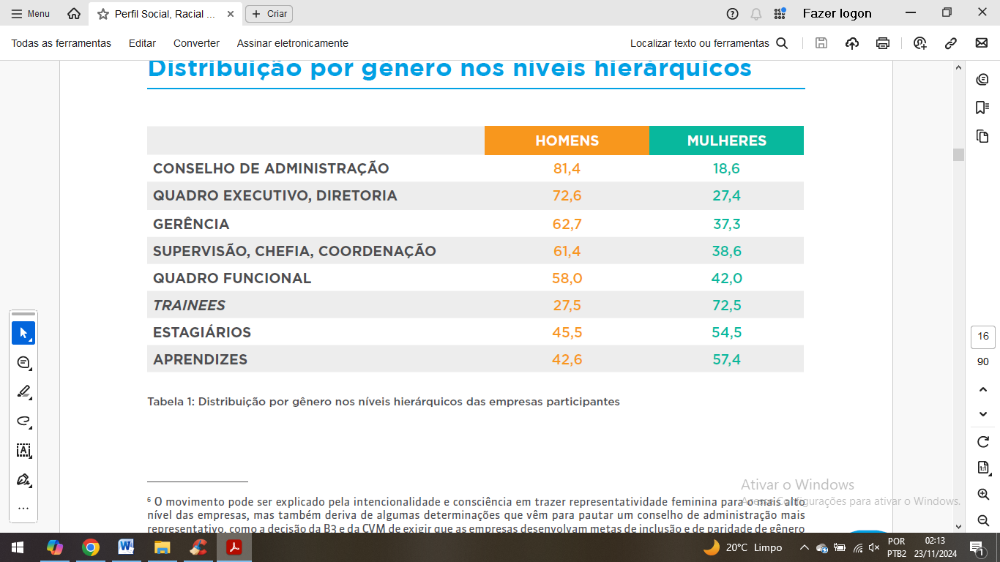 Menu
Perfil Social, Racial ...
Criar
Fazer logon
Todas as ferramentas Editar Converter Assinar eletronicamente
Localizar texto ou ferramentas
Distribuição por gênero nos níveis hierárquicos
HOMENS MULHERES
CONSELHO DE ADMINISTRAÇÃO 81,4 18,6
QUADRO EXECUTIVO, DIRETORIA 72,6 27,4
GERÊNCIA 62,7 37,3
SUPERVISÃO, CHEFIA, COORDENAÇÃO 61,4 38,6
QUADRO FUNCIONAL 58,0 42,0
TRAINEES 27,5 72,5
ESTAGIÁRIOS 45,5 54,5
APRENDIZES 42,6 57,4
Tabela 1: Distribuição por gênero nos níveis hierárquicos das empresas participantes
16
90
1:1
Ativar o Windows
Acesse Configurações para ativar o Windows.
6 O movimento pode ser explicado pela intencionalidade e consciência em trazer representatividade feminina para o mais alto
nível das empresas, mas também deriva de algumas determinações que vêm para pautar um conselho de administração mais
representativo, como a decisão da B3 e da CVM de exigir que as empresas desenvolvam metas de inclusão e de paridade de gênero
20°C Limpo
POR
PTB2
02:13
23/11/2024
1